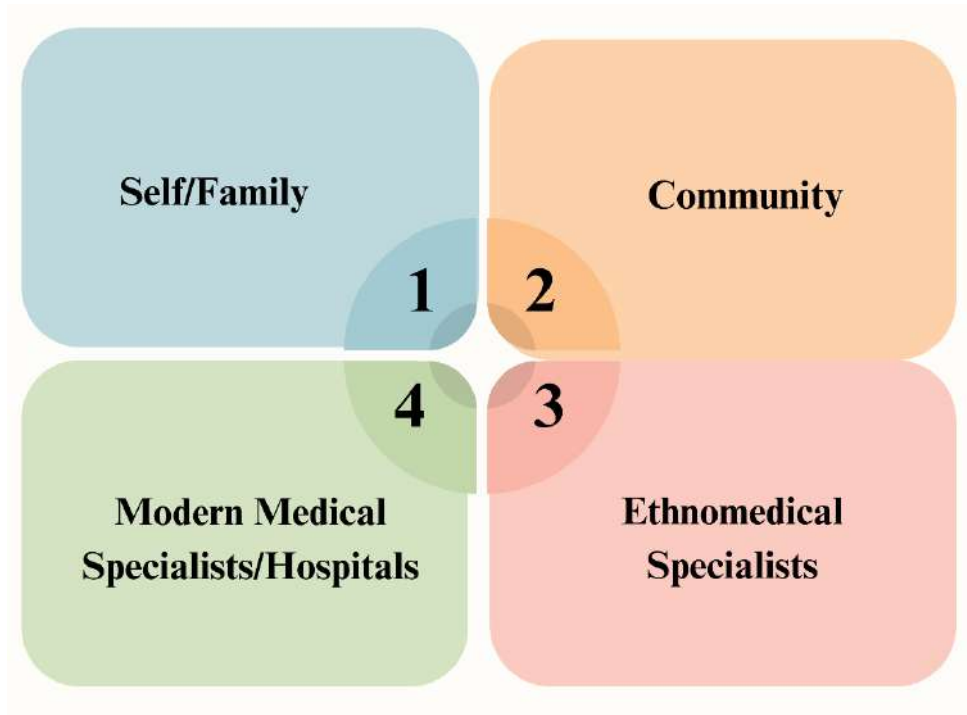 Self/Family
Community
1
2
4
3
Modern Medical
Specialists/Hospitals
Ethnomedical
Specialists